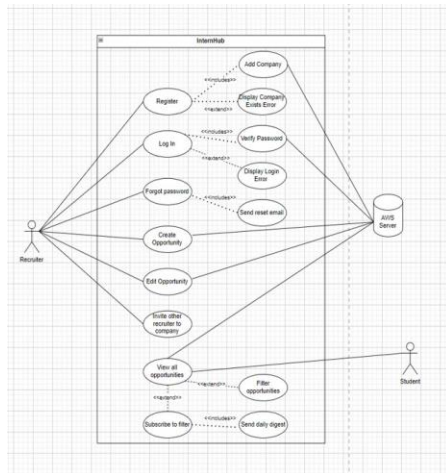 InternHub
Add Company
<<includes>>
Register
Display Company
Exists Error
<<extend>>
<<includes>>
Log In
Verify Password
<<extend>>
Display Login
Error
Forgot password
<<includes>>
Send reset email
AWS
Server
Recruiter
Create
Opportunity
Edit Opportunity
Invite other
recruiter to
company
View all
opportunities
Student
<<extend>>
Filter
opportunities
<<extend>>
Subscribe to filter
<<includes>>
Send daily digest